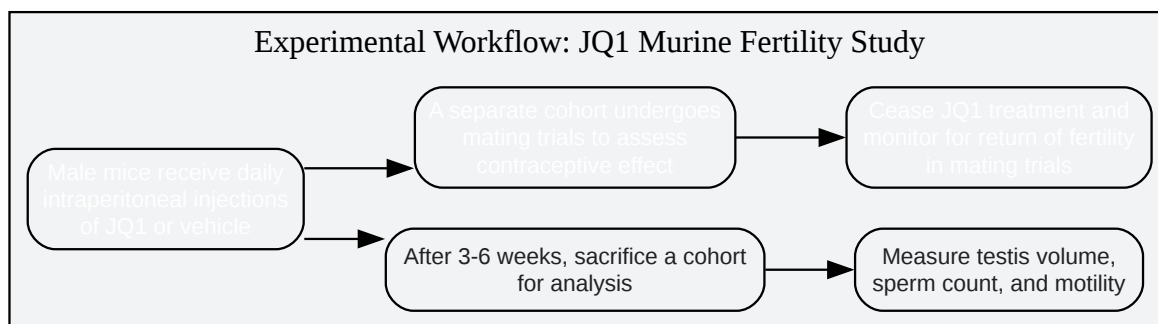 Experimental Workflow: JQ1 Murine Fertility Study
Male mice receive daily
intraperitoneal injections
of JQ1 or vehicle
A separate cohort undergoes
mating trials to assess
contraceptive effect
Cease JQ1 treatment and
monitor for return of fertility
in mating trials
After 3-6 weeks, sacrifice a cohort
for analysis
Measure testis volume,
sperm count, and motility